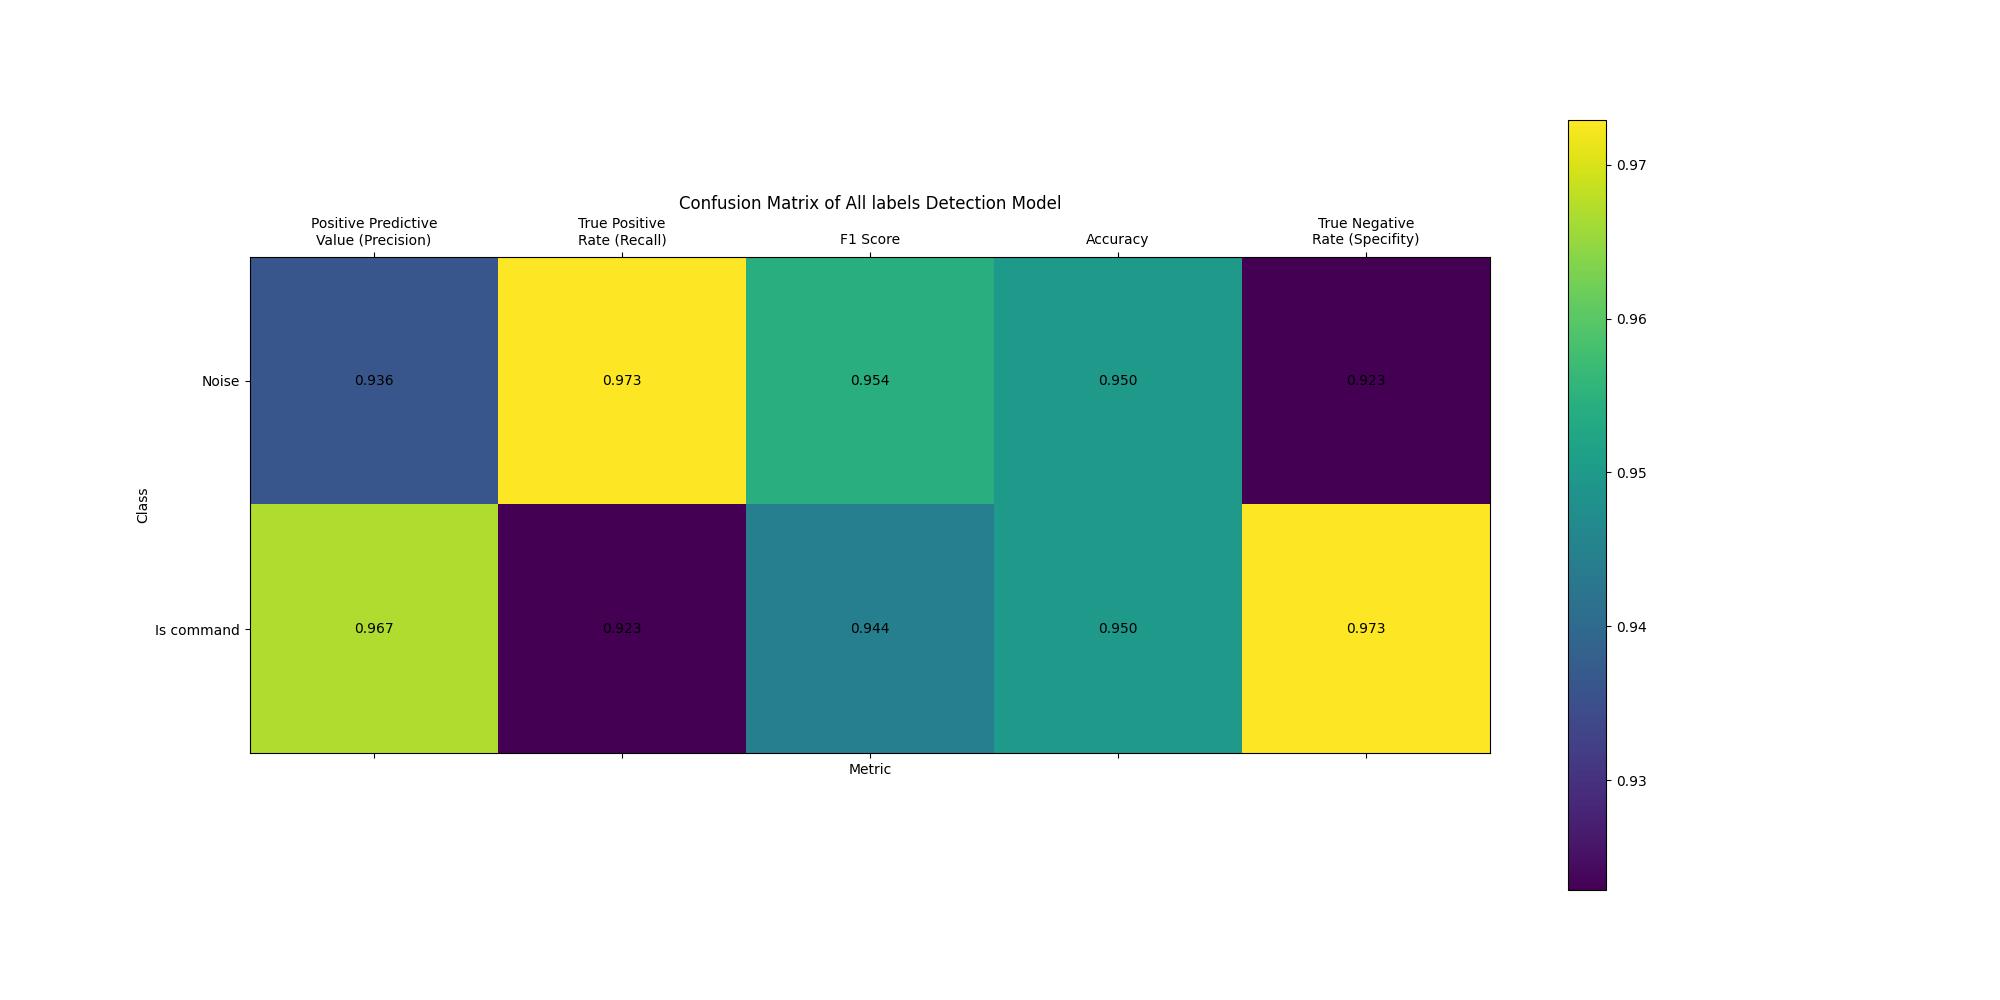 Confusion Matrix of All labels Detection Model
Positive Predictive
Value (Precision)
True Positive
Rate (Recall)
F1 Score
Accuracy
True Negative
Rate (Specifity)
Noise
0.936
0.973
0.954
0.950
0.923
Is command
0.967
0.923
0.944
0.950
0.973
Class
Metric
0.97
0.96
0.95
0.94
0.93